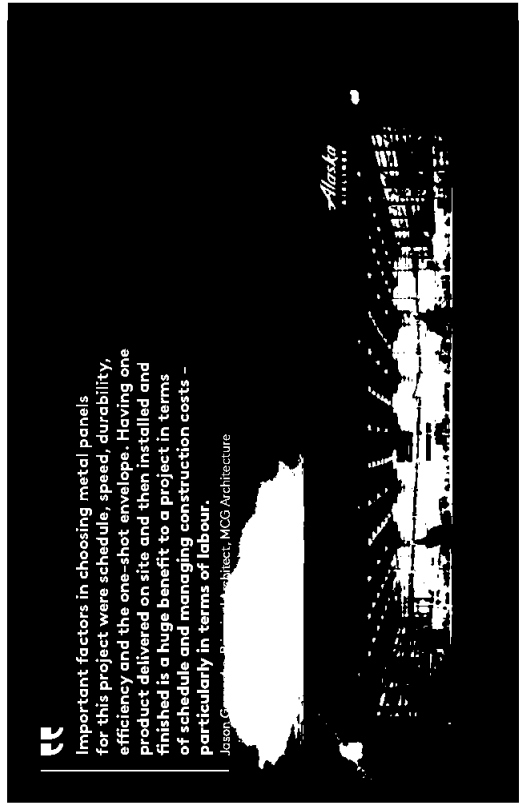 Important factors in choosing metal panels
for this project were schedule, speed, durability,
efficiency and the one-shot envelope. Having one
product delivered on site and then installed and
finished is a huge benefit to a project in terms
of schedule and managing construction costs –
particularly in terms of labour.
Jason Architect, MCG Architecture
Alaska
AIRLINES